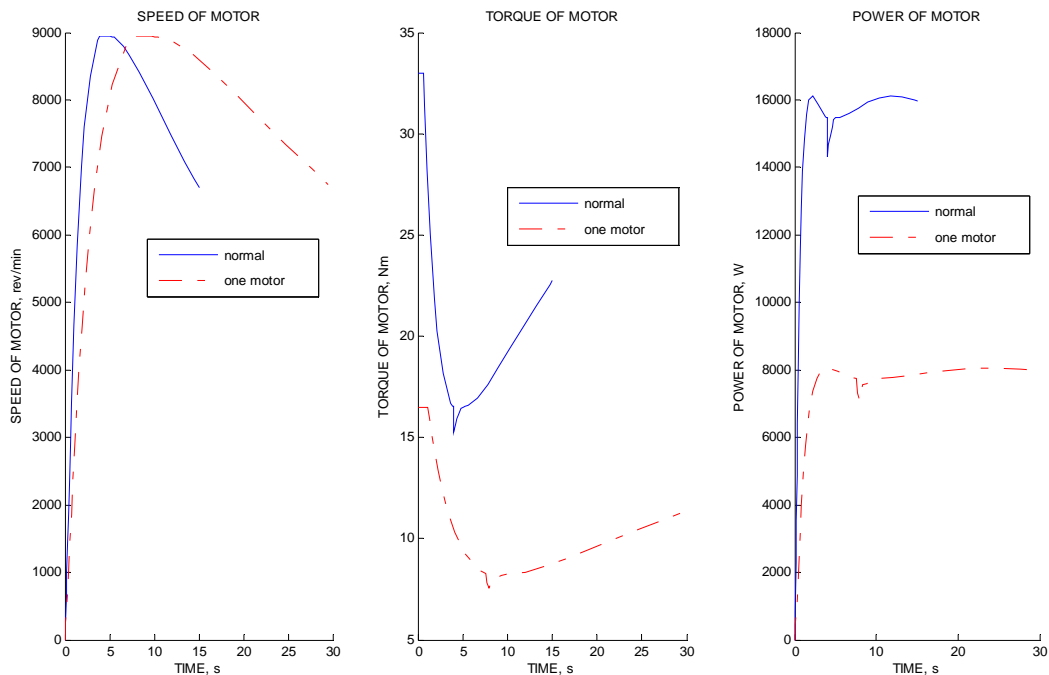 SPEED OF MOTOR
9000
8000
7000
6000
5000
4000
3000
2000
1000
0
SPEED OF MOTOR, rev/min
normal
one motor
0 5 10 15 20 25 30
TIME, s
TORQUE OF MOTOR
35
30
25
20
15
10
5
TORQUE OF MOTOR, Nm
normal
one motor
0 5 10 15 20 25 30
TIME, s
POWER OF MOTOR
18000
16000
14000
12000
10000
8000
6000
4000
2000
0
POWER OF MOTOR, W
normal
one motor
0 5 10 15 20 25 30
TIME, s